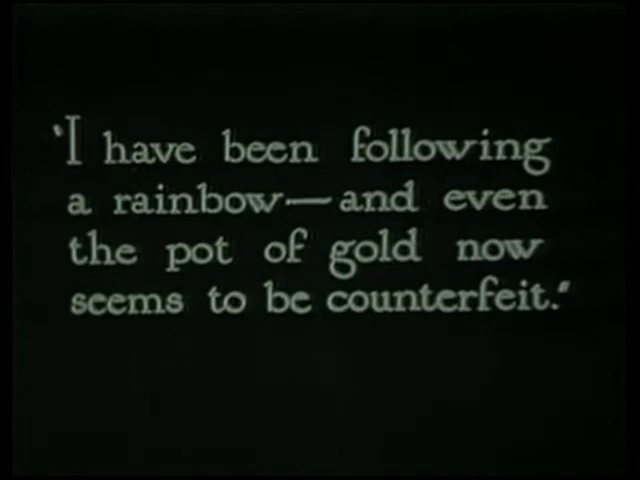 "I have been following
a rainbow—and even
the pot of gold now
seems to be counterfeit."